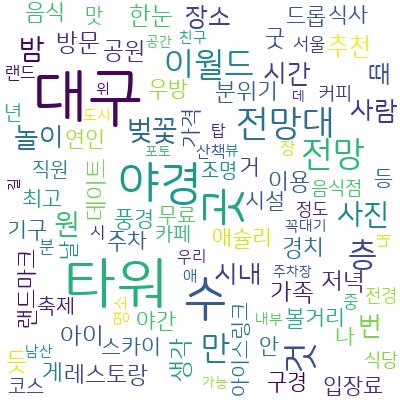 음식 맛 한눈 장소 드롭 식사
밤 방문 공원 친구 공간 굿 서울 추천
랜드 위 이월드 시간 때
대구 우방 분위기 커피 데 사람
년 도시 벚꽃 가격 탑 전망대
놀이 연인 포토 산책 뷰 장
길 직원 야경 조명 거 이용 음식점 등
최고 데이트 곳 시설 전망
원 풍경 무료 정도 사진
기구 분 날 주차 카페 애슐리 꼭대기 경치 낵
랜드마크 시 우리 시내 층
타워 수 주차장 저녁 전경
축제 애 가족 중
명소 야간 볼거리 번
듯 아이 스카이 생각 만 아이스링크 안 나
남산 게 레스토랑 내부 것 식당
코스 가능 구경 입장료